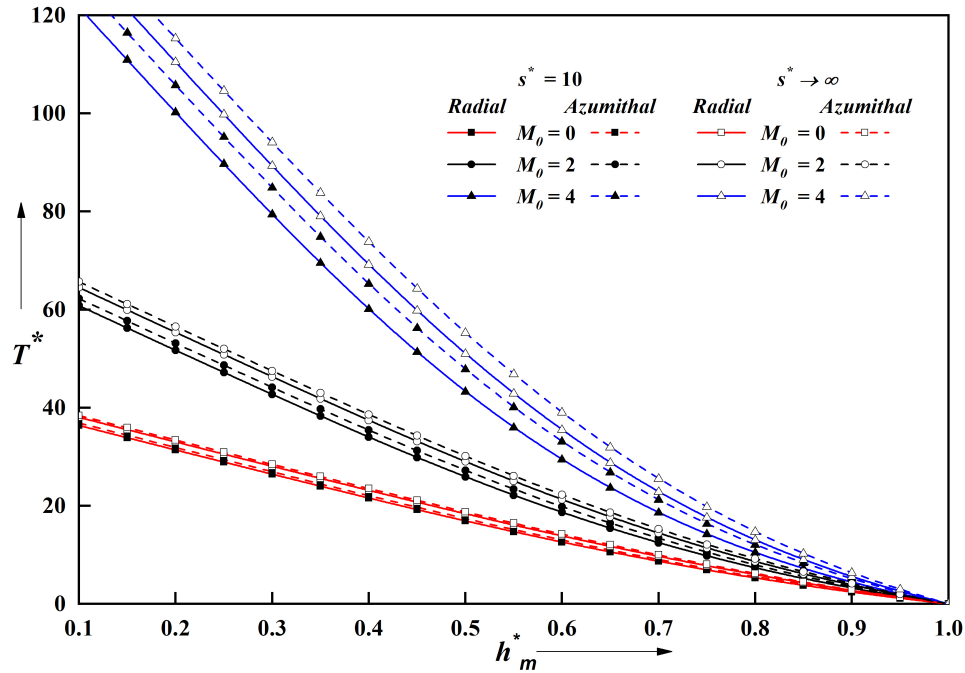 120
100
80
60
40
20
0
T*
s* = 10 s* → ∞
Radial Azumithal Radial Azumithal
M0 = 0 M0 = 0
M0 = 2 M0 = 2
M0 = 4 M0 = 4
0.1 0.2 0.3 0.4 0.5 0.6 0.7 0.8 0.9 1.0
h*m